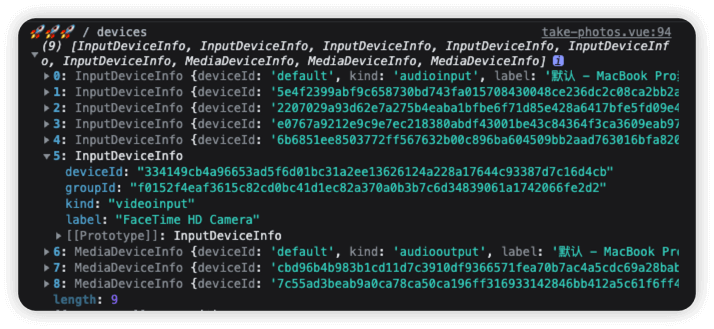 🚀🚀🚀 / devices take-photos.vue:94
(9) [InputDeviceInfo, InputDeviceInfo, InputDeviceInfo, InputDeviceInfo, InputDeviceInf
o, InputDeviceInfo, MediaDeviceInfo, MediaDeviceInfo, MediaDeviceInfo]
0: InputDeviceInfo {deviceId: 'default', kind: 'audioinput', label: '默认 - MacBook Pro
1: InputDeviceInfo {deviceId: '5e4f2399abf9c658730bd743fa015708430048ce236dc2c08ca2bb2a
2: InputDeviceInfo {deviceId: '2207029a93d62e7a275b4eaba1bfbe6f71d85e428a6417bfe5fd09e4
3: InputDeviceInfo {deviceId: 'e0767a9212e9c9e7ec218380abdf43001be43c84364f3ca3609eab97
4: InputDeviceInfo {deviceId: '6b6851ee8503772ff567632b00c896ba604509bb2aad763016bfa820
5: InputDeviceInfo
deviceId: "334149cb4a96653ad5f6d01bc31a2ee13626124a228a17644c93387d7c16d4cb"
groupId: "f0152f4eaf3615c82cd0bc41d1ec82a370a0b3b7c6d34839061a1742066fe2d2"
kind: "videoinput"
label: "FaceTime HD Camera"
[[Prototype]]: InputDeviceInfo
6: MediaDeviceInfo {deviceId: 'default', kind: 'audiooutput', label: '默认 - MacBook Pr
7: MediaDeviceInfo {deviceId: 'cbd96b4b983b1cd11d7c3910df9366571fea70b7ac4a5cdc69a28bab
8: MediaDeviceInfo {deviceId: '7c55ad3beab9a0ca78ca50ca196ff316933142846bb412a5c61f6ff4
length: 9